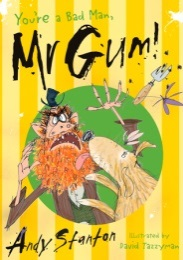 You're a Bad Man,
Mr Gum!
Andy Stanton
illustrated by
David Tazzyman